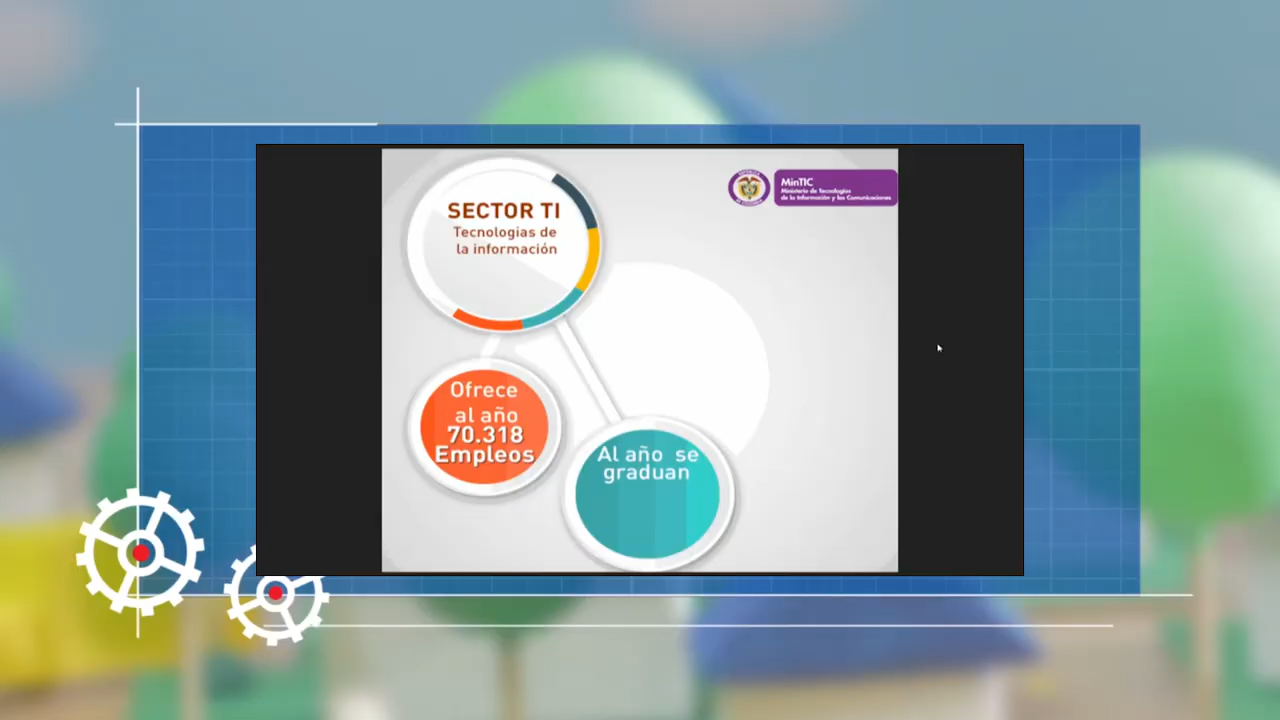 SECTOR TI
Tecnologias de
la información
MinTIC
Ministerio de Tecnologías
de la Información y las Comunicaciones
Ofrece
al año
70.318
Empleos
Al año se
graduan